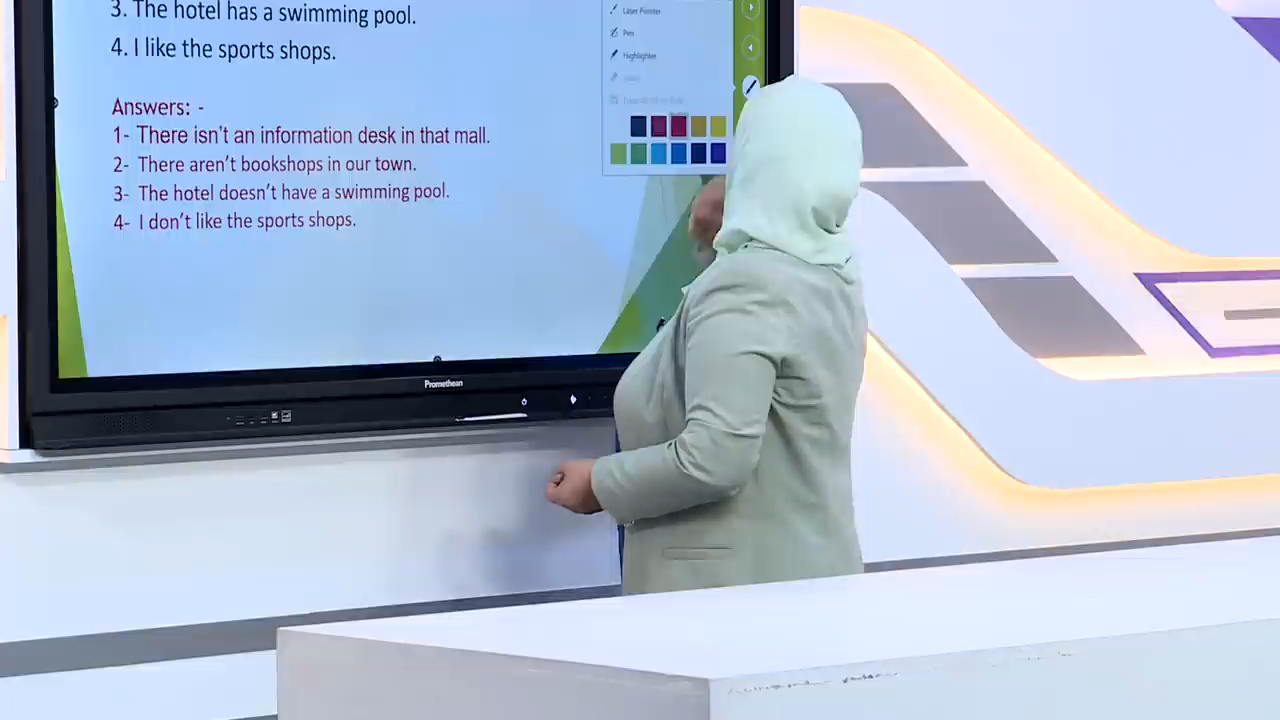 3. The hotel has a swimming pool.
4. I like the sports shops.
Answers: -
1- There isn't an information desk in that mall.
2- There aren't bookshops in our town.
3- The hotel doesn't have a swimming pool.
4- I don't like the sports shops.
Laser Pointer
Pen
Highlighter
Promethean